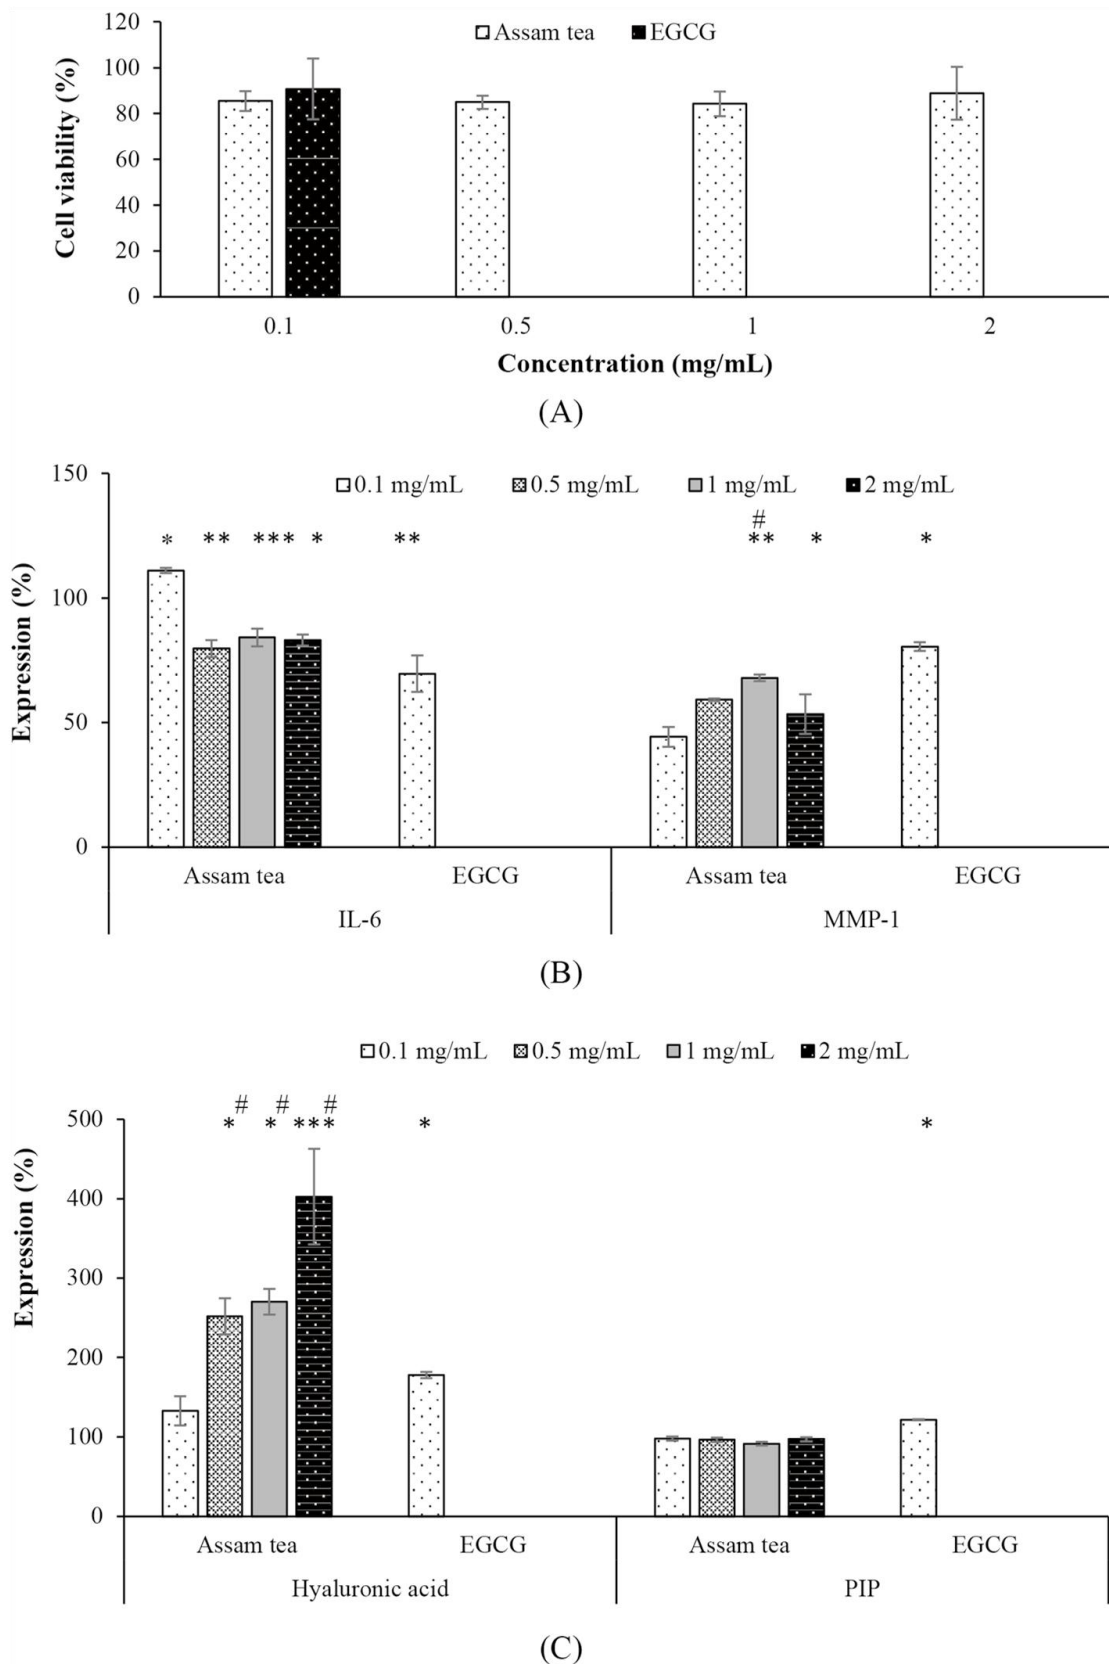 Assam tea EGCG
120
100
80
60
40
20
0
Cell viability (%)
0.1 0.5 1 2
Concentration (mg/mL)
(A)
0.1 mg/mL 0.5 mg/mL 1 mg/mL 2 mg/mL
150
100
50
0
Expression (%)
#
* ** *** * ** ** * *
Assam tea EGCG Assam tea EGCG
IL-6 MMP-1
(B)
0.1 mg/mL 0.5 mg/mL 1 mg/mL 2 mg/mL
# # #
* * *** * *
500
400
300
200
100
0
Expression (%)
Assam tea EGCG Assam tea EGCG
Hyaluronic acid PIP
(C)